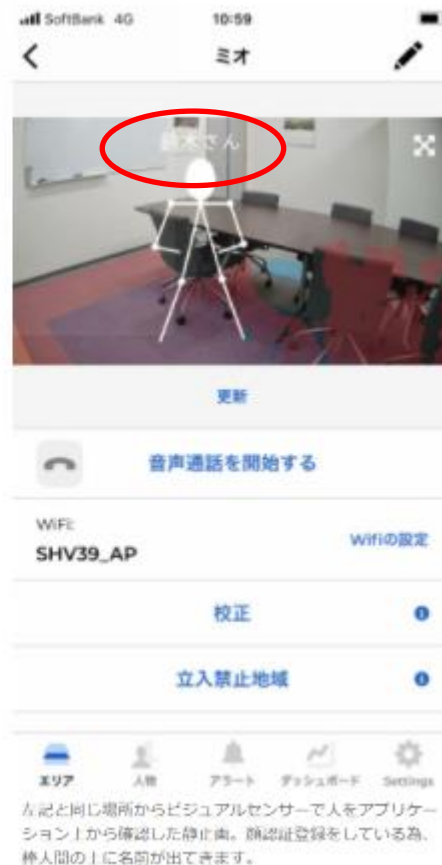 SoftBank 4G 10:59
ミオ
木さん
更新
音声通話を開始する
WiFi:
SHV39_AP
Wifiの設定
校正
立入禁止地域
エリア 人物 アラート ダッシュボード Settings
左記と同じ場所からビジュアルセンサーで人をアプリケー
ション上から確認した静止画。顔認証登録をしている為、
棒人間の上に名前が出てきます。